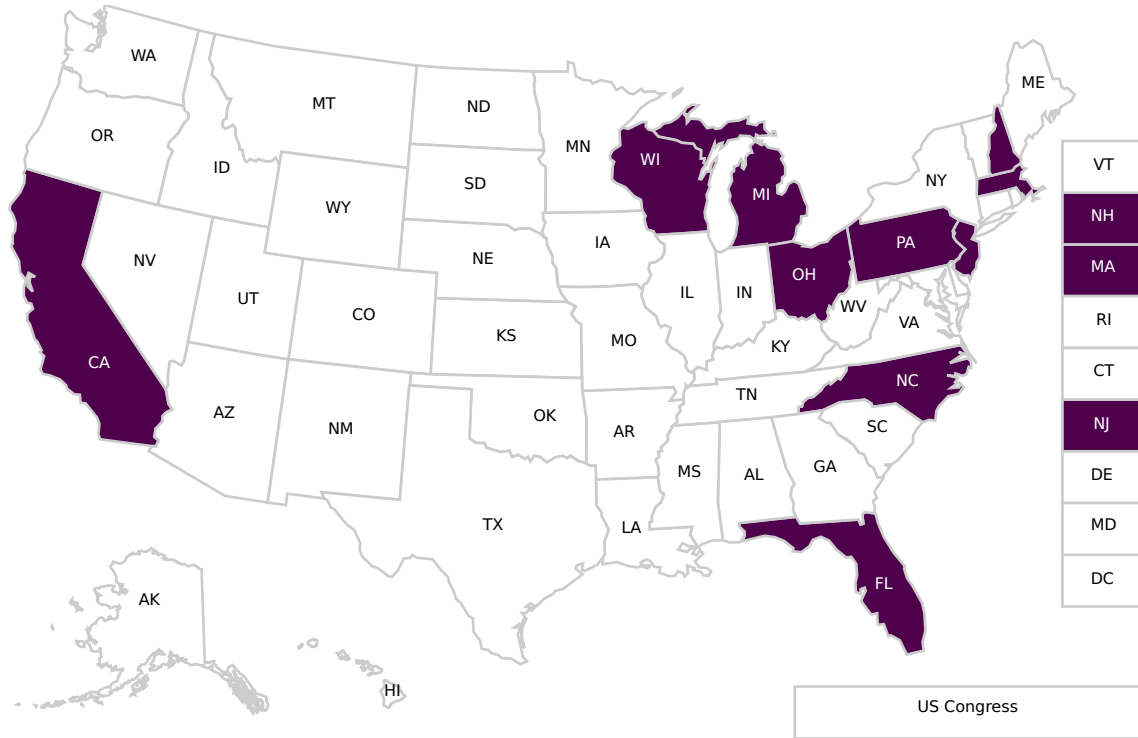 WA
ME
MT
ND
OR
MN
VT
WI
ID
NY
SD
MI
WY
NH
IA
PA
NE
NV
MA
OH
UT
IL
IN
WV
CO
RI
VA
KS
MO
KY
CA
CT
NC
TN
AZ
OK
NM
AR
SC
NJ
GA
MS
AL
DE
TX
LA
MD
DC
FL
AK
HI
US Congress